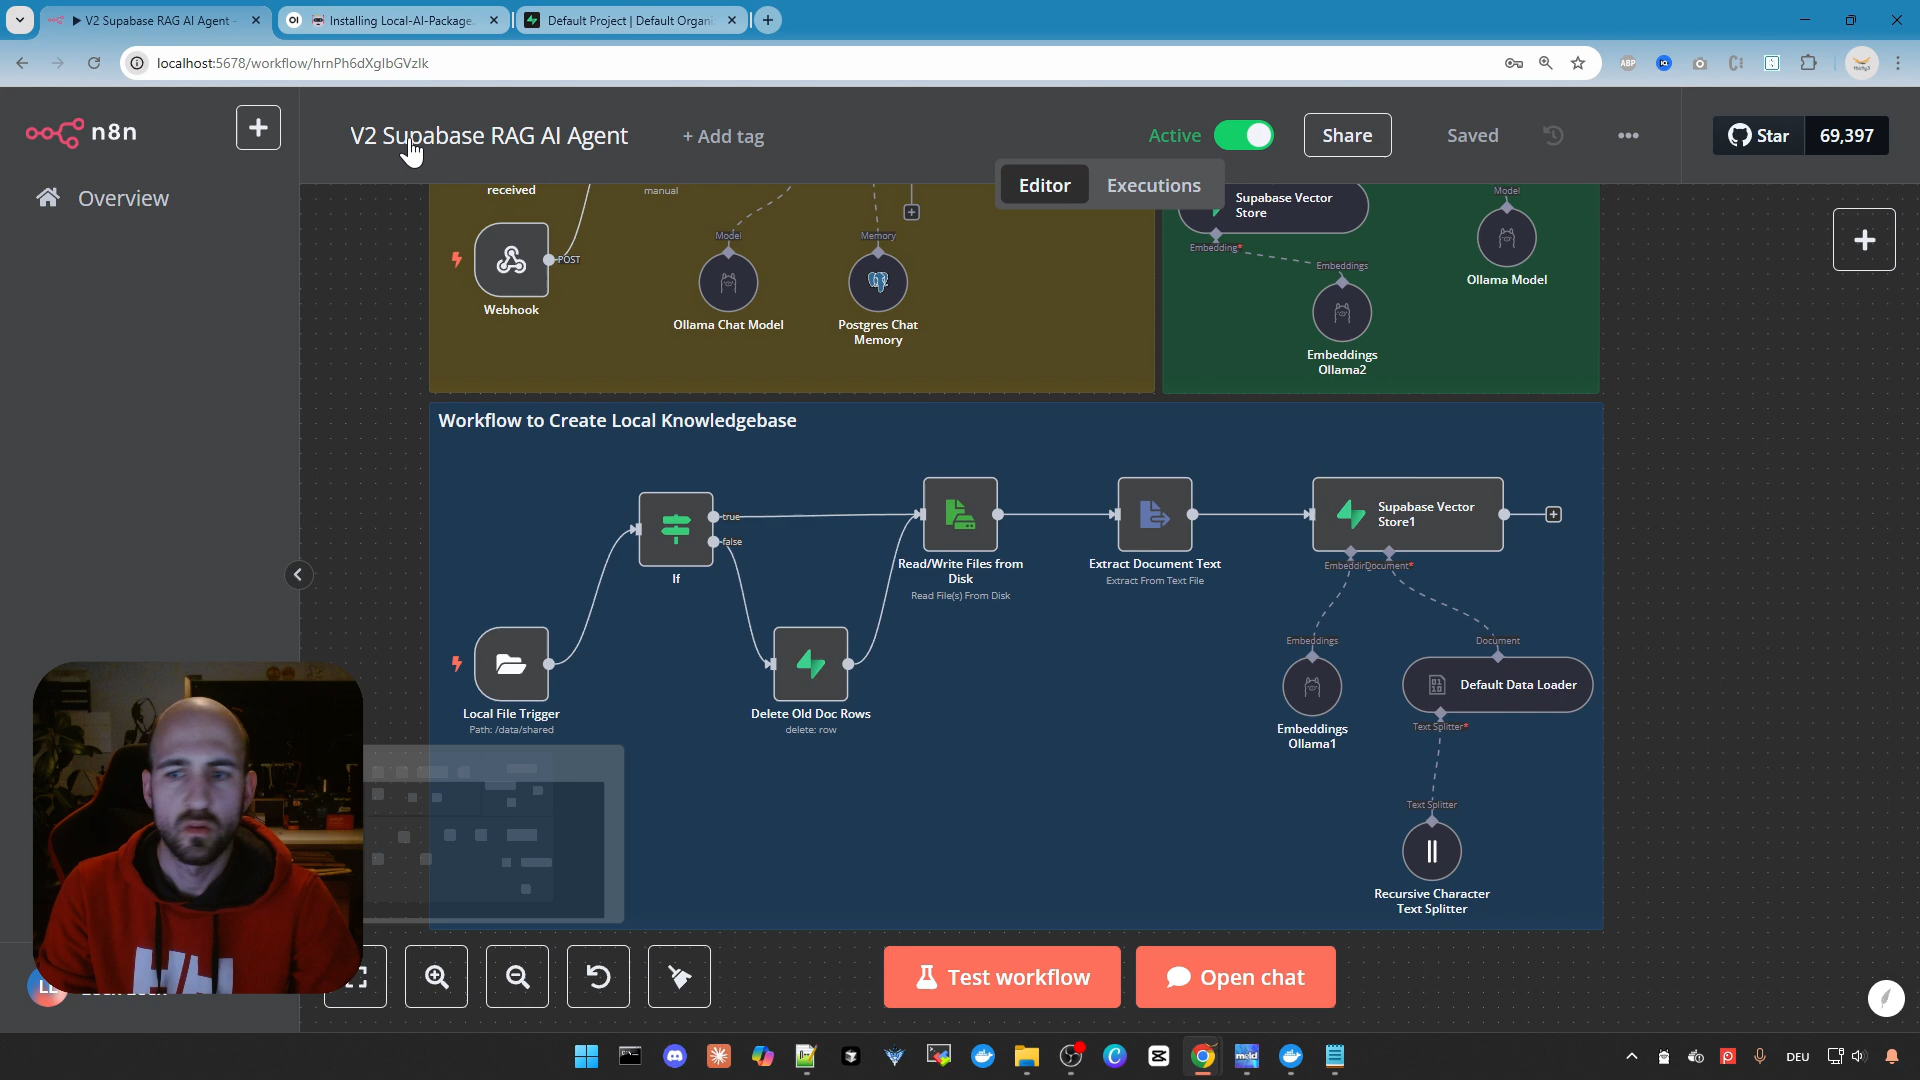 V2 Supabase RAG AI Agent -
Installing Local-AI-Package
Default Project | Default Organi
localhost:5678/workflow/hrnPh6dXglbGVzlk
ABP
n8n
V2 Supabase RAG AI Agent
+ Add tag
Active
Share
Saved
Star
69,397
Overview
Editor
Executions
received
manual
Supabase Vector
Store
Model
Model
Memory
Embedding*
POST
Embeddings
Ollama Model
Webhook
Ollama Chat Model
Postgres Chat
Memory
Embeddings
Ollama2
Workflow to Create Local Knowledgebase
true
false
If
Read/Write Files from
Disk
Read File(s) From Disk
Extract Document Text
Extract From Text File
Supabase Vector
Store1
EmbeddirDocument*
Embeddings
Document
Local File Trigger
Path: /data/shared
Delete Old Doc Rows
delete: row
Embeddings
Ollama1
Default Data Loader
Text Splitter*
Text Splitter
Recursive Character
Text Splitter
Test workflow
Open chat
DEU